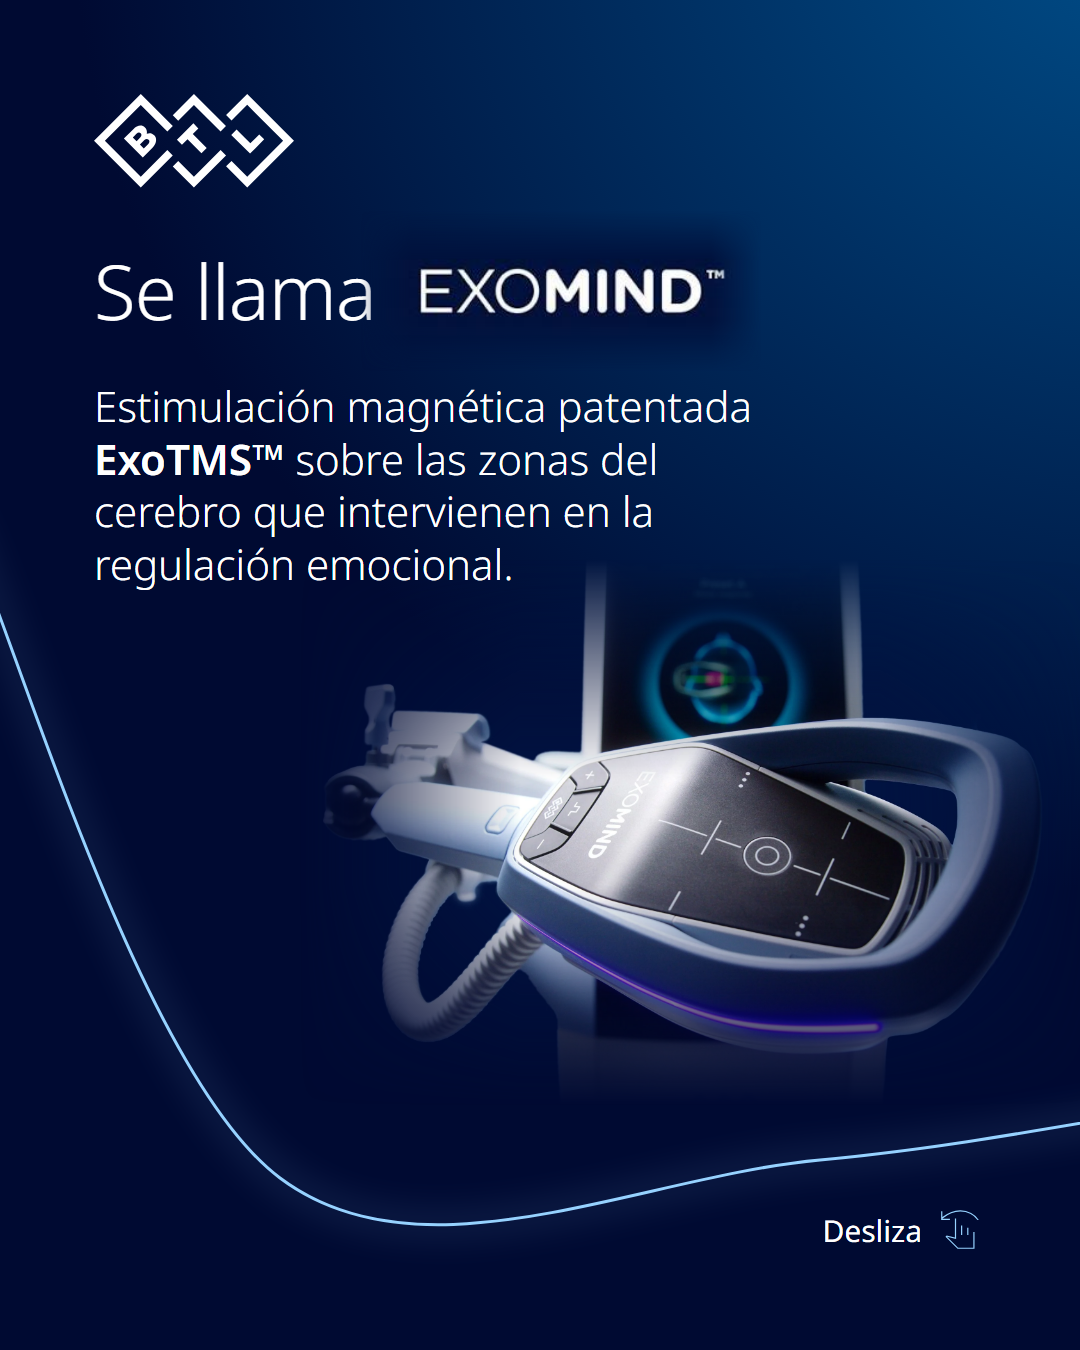 BTL
Se llama EXOMIND™
Estimulación magnética patentada
ExoTMS™ sobre las zonas del
cerebro que intervienen en la
regulación emocional.
EXOMIND
Desliza